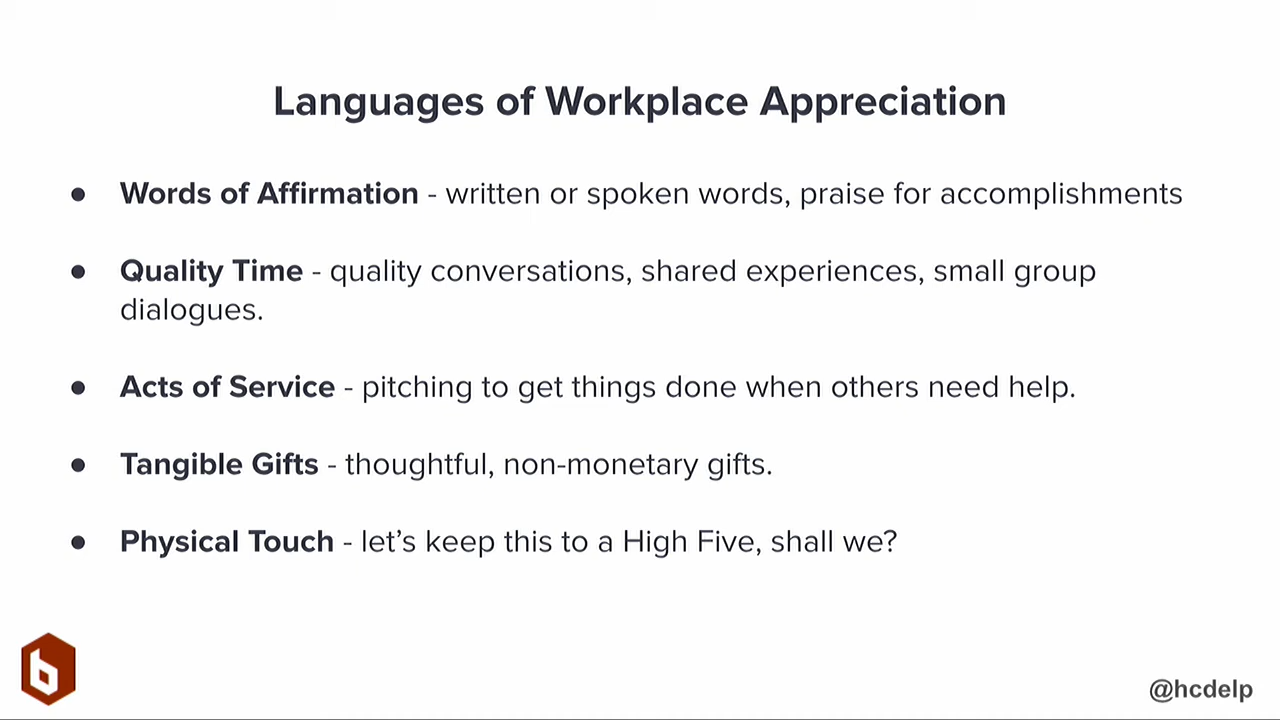 Languages of Workplace Appreciation
● Words of Affirmation - written or spoken words, praise for accomplishments
● Quality Time - quality conversations, shared experiences, small group
dialogues.
● Acts of Service - pitching to get things done when others need help.
● Tangible Gifts - thoughtful, non-monetary gifts.
● Physical Touch - let’s keep this to a High Five, shall we?
b
@hcdelp